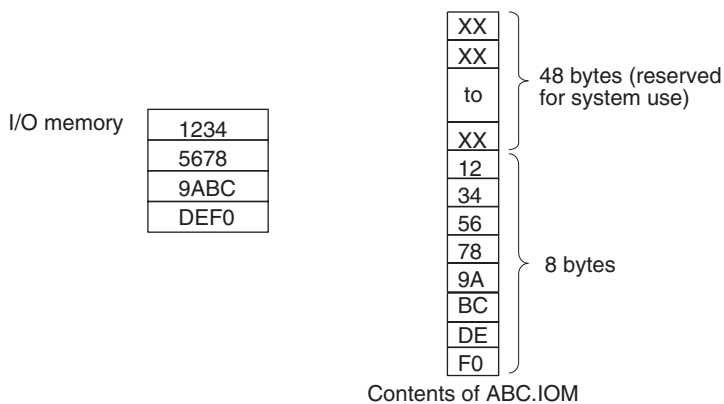 I/O memory
1234
5678
9ABC
DEF0
XX
XX
to
XX
48 bytes (reserved
for system use)
12
34
56
78
9A
BC
DE
F0
8 bytes
Contents of ABC.IOM